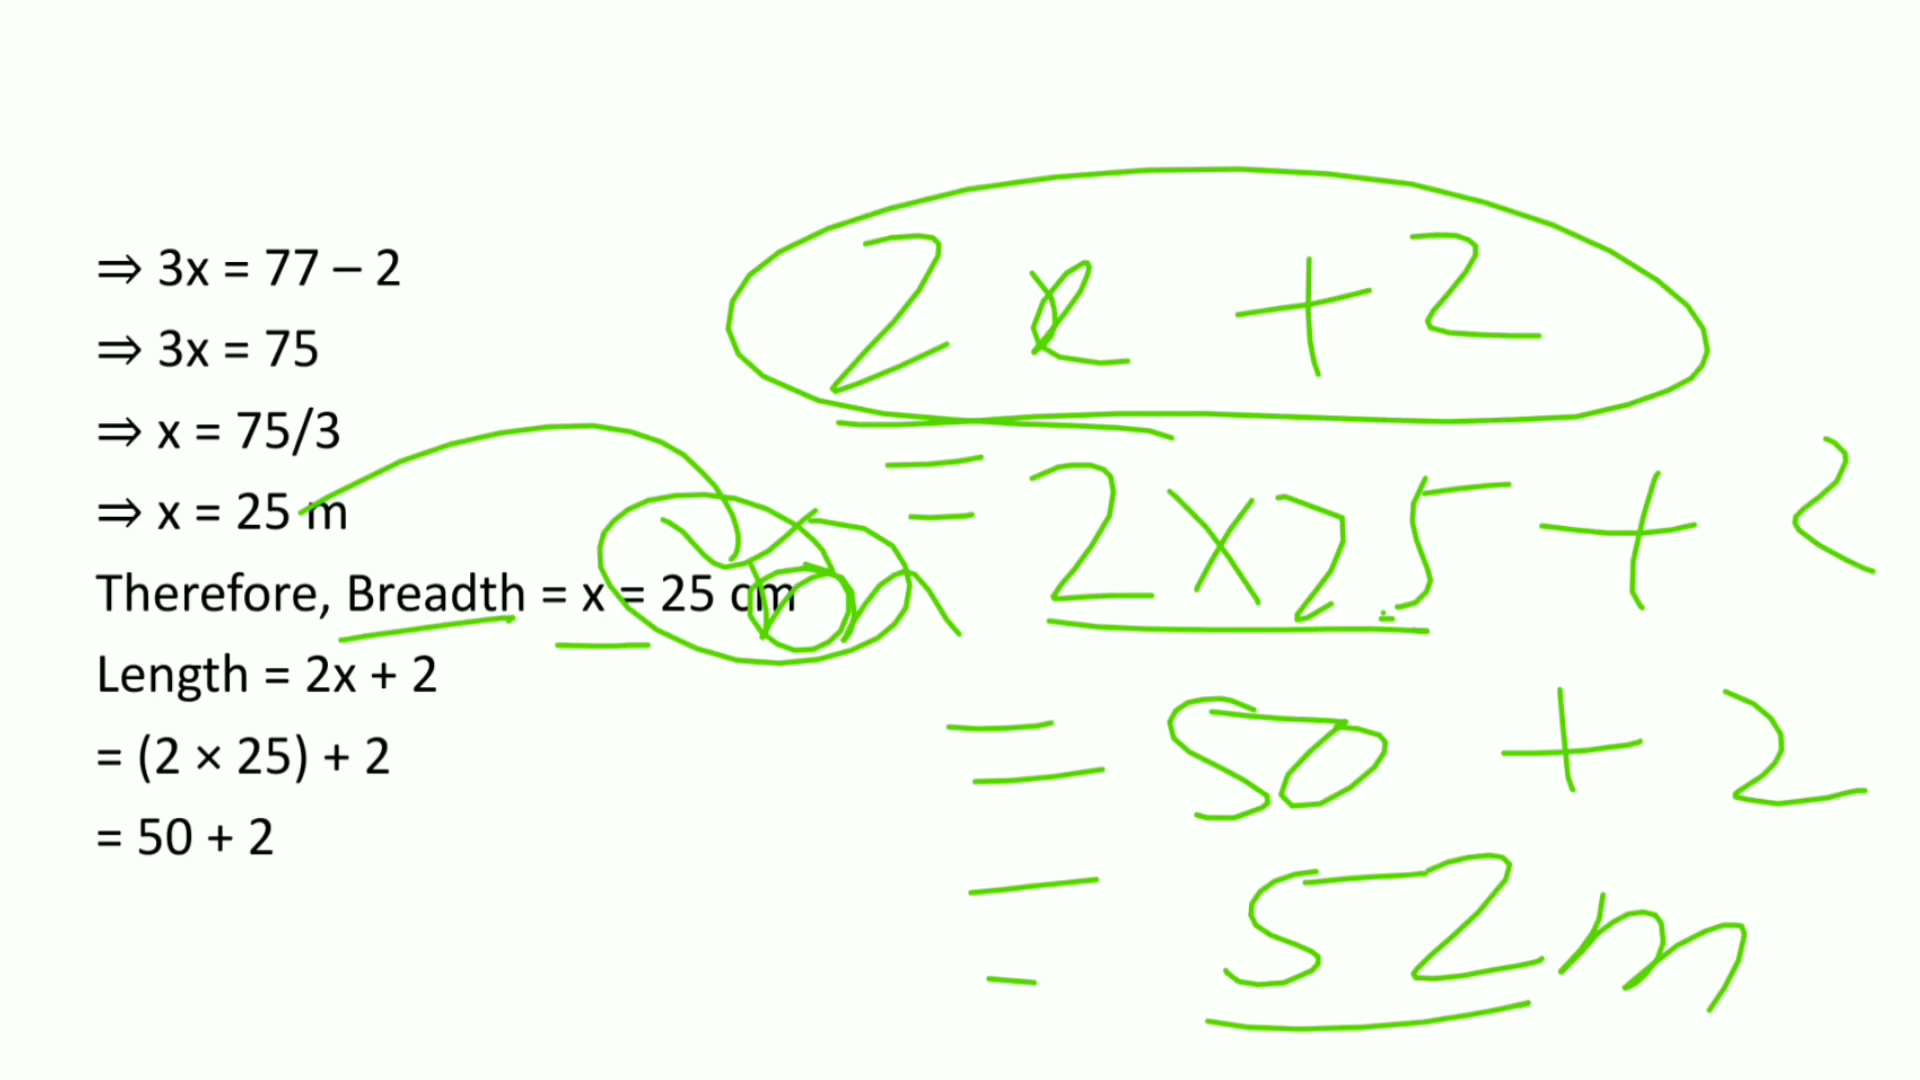 ⇒ 3x = 77 – 2
⇒ 3x = 75
⇒ x = 75/3
⇒ x = 25 m
Therefore, Breadth = x = 25 cm
Length = 2x + 2
= (2 × 25) + 2
= 50 + 2
2x + 2
= 2 × 25 + 2
= 50 + 2
= 52m